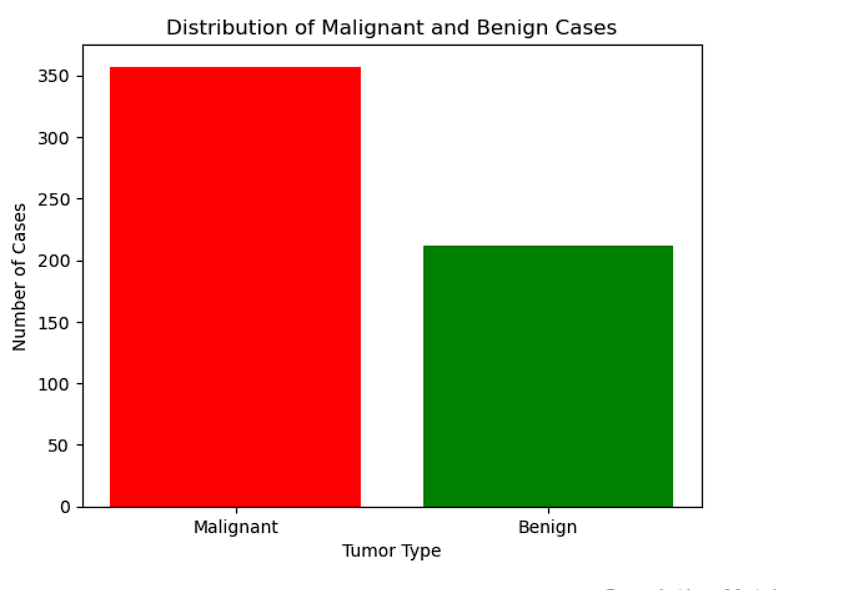 Distribution of Malignant and Benign Cases
350
300
250
200
150
100
50
0
Number of Cases
Malignant Benign
Tumor Type